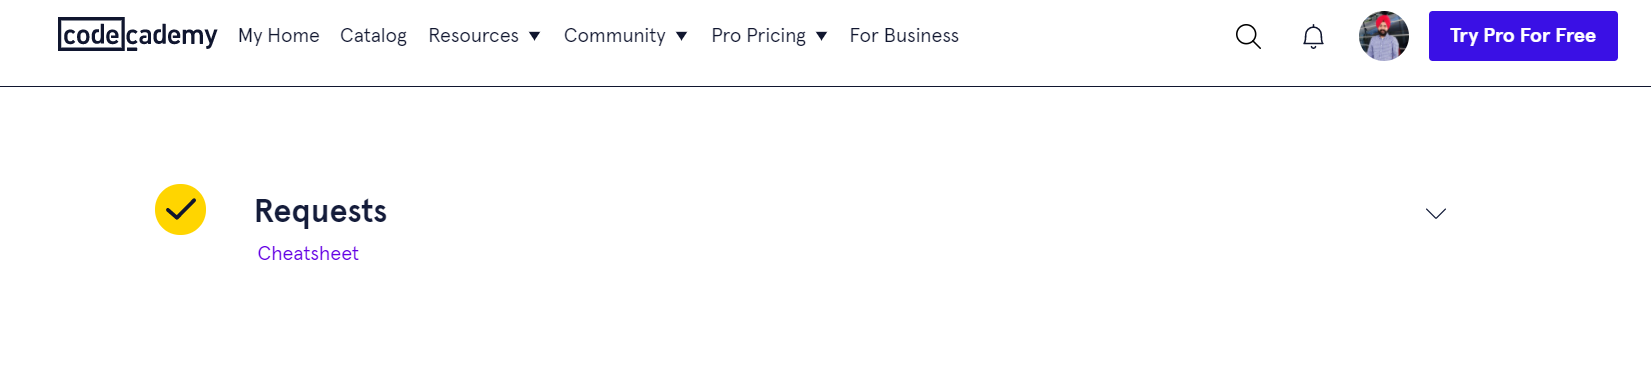 codecademy My Home Catalog Resources Community Pro Pricing For Business Try Pro For Free
Requests
Cheatsheet